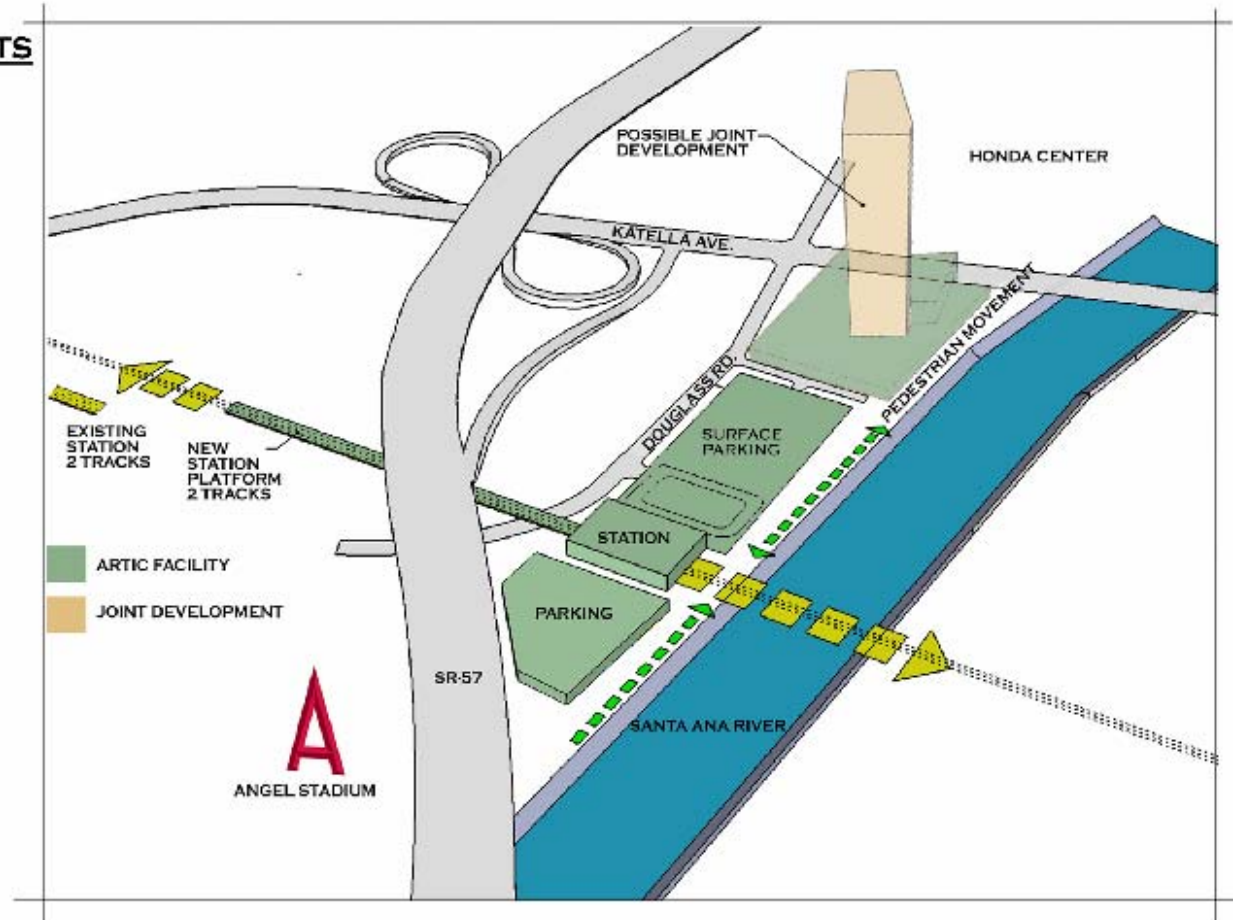 TS
POSSIBLE JOINT
DEVELOPMENT
HONDA CENTER
KATELLA AVE.
PEDESTRIAN MOVEMENT
DOUGLASS RD.
EXISTING
STATION
2 TRACKS
NEW
STATION
PLATFORM
2 TRACKS
SURFACE
PARKING
STATION
ARTIC FACILITY
JOINT DEVELOPMENT
PARKING
SR-57
SANTA ANA RIVER
A
ANGEL STADIUM